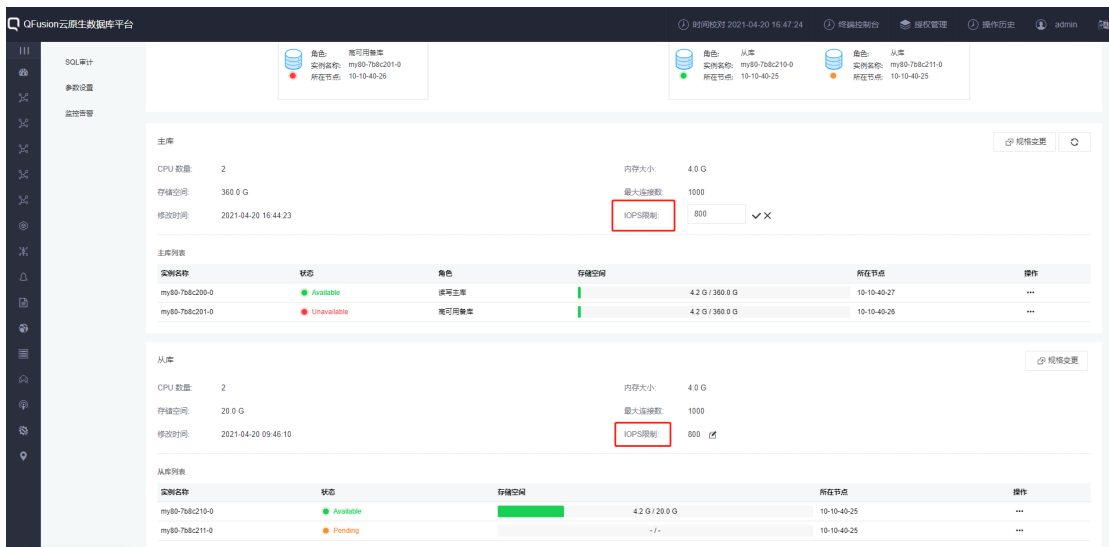 QFusion云原生数据库平台 时间校对 2021-04-20 16:47:24 终端控制台 授权管理 操作历史 admin
SQL审计
参数设置
监控告警
角色: 高可用备库
实例名称: my80-7b8c201-0
所在节点: 10-10-40-26
角色: 从库
实例名称: my80-7b8c210-0
所在节点: 10-10-40-25
角色: 从库
实例名称: my80-7b8c211-0
所在节点: 10-10-40-25
主库 规格变更
CPU 数量: 2 内存大小: 4.0 G
存储空间: 360.0 G 最大连接数: 1000
修改时间: 2021-04-20 16:44:23 IOPS限制: 800
主库列表
实例名称 状态 角色 存储空间 所在节点 操作
my80-7b8c200-0 Available 读写主库 4.2 G / 360.0 G 10-10-40-27 •••
my80-7b8c201-0 Unavailable 高可用备库 4.2 G / 360.0 G 10-10-40-26 •••
从库 规格变更
CPU 数量: 2 内存大小: 4.0 G
存储空间: 20.0 G 最大连接数: 1000
修改时间: 2021-04-20 09:46:10 IOPS限制: 800
从库列表
实例名称 状态 存储空间 所在节点 操作
my80-7b8c210-0 Available 4.2 G / 20.0 G 10-10-40-25 •••
my80-7b8c211-0 Pending - / - 10-10-40-25 •••